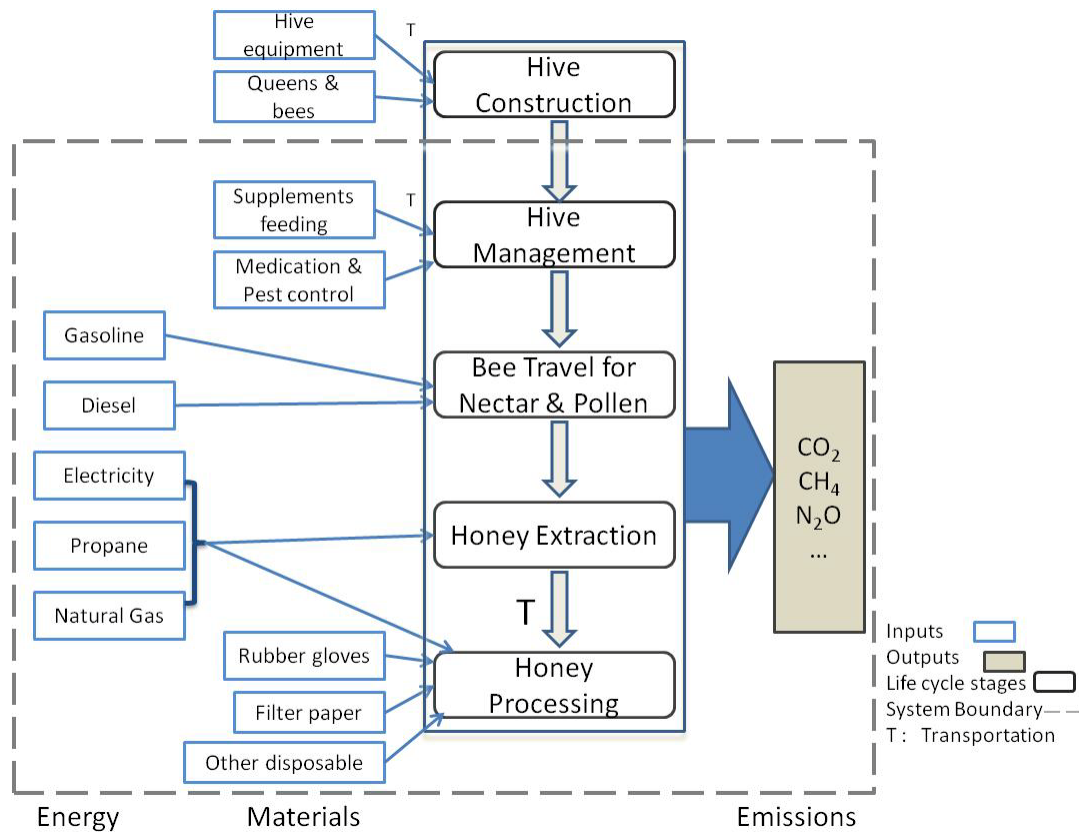 Hive
equipment
T
Queens &
bees
Hive
Construction
Supplements
feeding
T
Hive
Management
Medication &
Pest control
Gasoline
Diesel
Bee Travel for
Nectar & Pollen
Electricity
Propane
Natural Gas
Honey Extraction
CO2
CH4
N2O
...
T
Rubber gloves
Filter paper
Other disposable
Honey
Processing
Inputs
Outputs
Life cycle stages
System Boundary
T : Transportation
Energy
Materials
Emissions